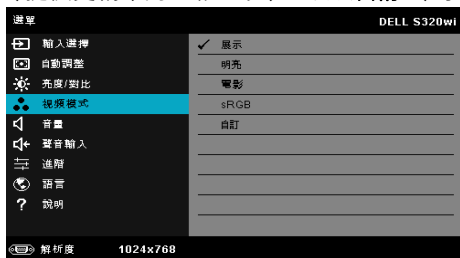 選單 DELL S320wi
輸入選擇 ✓ 展示
自動調整 明亮
亮度/對比 電影
視頻模式 sRGB
音量 自訂
聲音輸入
進階
語言
? 說明
解析度 1024x768